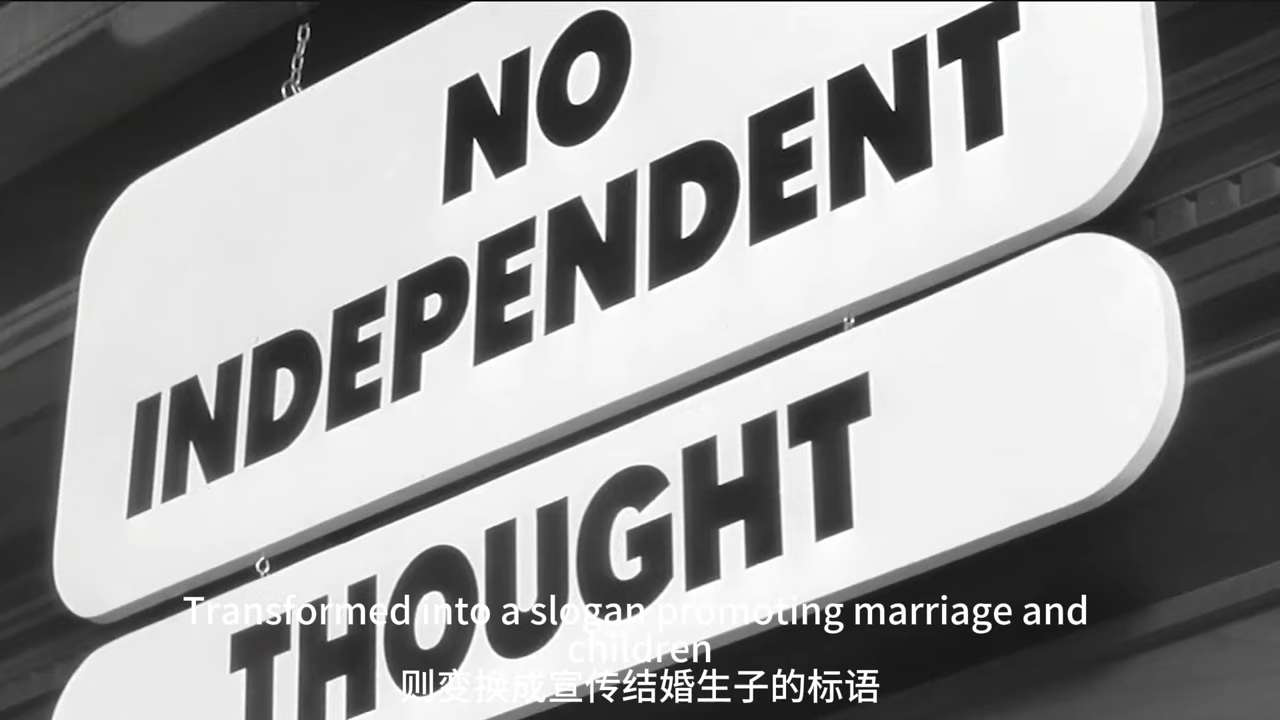 NO
INDEPENDENT
THOUGHT
Transformed into a slogan promoting marriage and
children
则变换成宣传结婚生子的标语